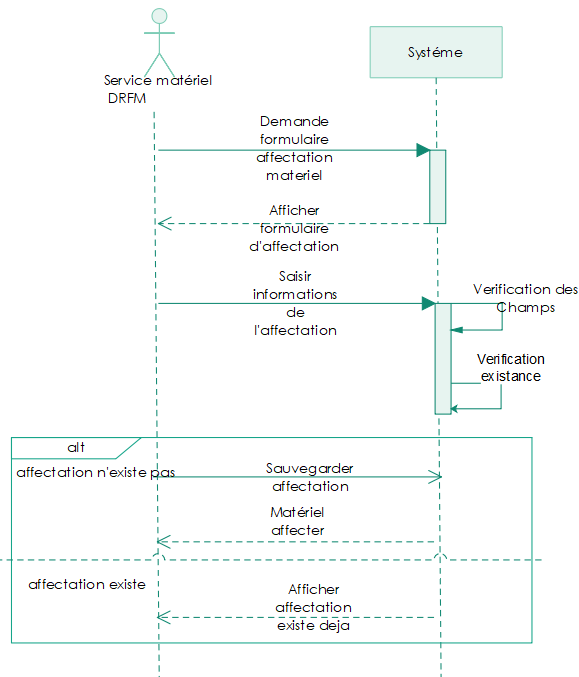 Systéme
Service matériel
DRFM
Demande
formulaire
affectation
materiel
Afficher
formulaire
d'affectation
Saisir
informations
de
l'affectation
Verification des
Champs
Verification
existance
alt
affectation n'existe pas
Sauvegarder
affectation
Matériel
affecter
affectation existe
Afficher
affectation
existe deja